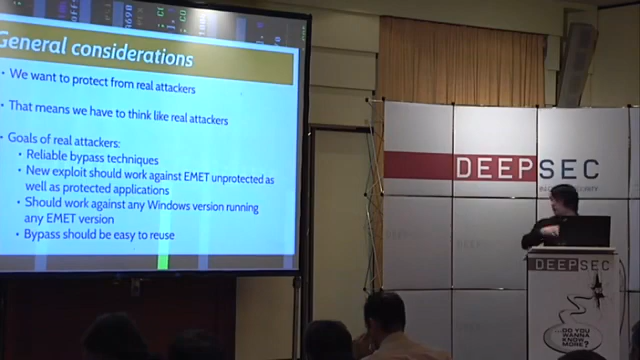 General considerations
• We want to protect from real attackers
• That means we have to think like real attackers
• Goals of real attackers:
• Reliable bypass techniques
• New exploit should work against EMET unprotected as
well as protected applications
• Should work against any Windows version running
any EMET version
• Bypass should be easy to reuse
DEEPSEC
DEEPSEC
...DO YOU
WANNA
KNOW
MORE?